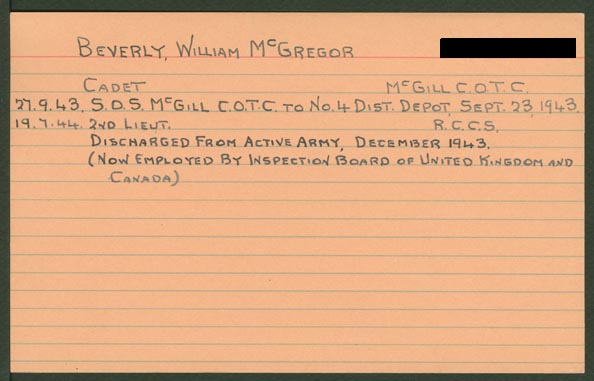 BEVERLY, WILLIAM McGREGOR
CADET McGILL C.O.T.C.
27.9.43. S.O.S. McGILL C.O.T.C. TO No. 4 DIST. DEPOT, SEPT. 23, 1943.
19.7.44. 2ND LIEUT. R.C.C.S.
DISCHARGED FROM ACTIVE ARMY, DECEMBER 1943.
(NOW EMPLOYED BY INSPECTION BOARD OF UNITED KINGDOM AND
CANADA)